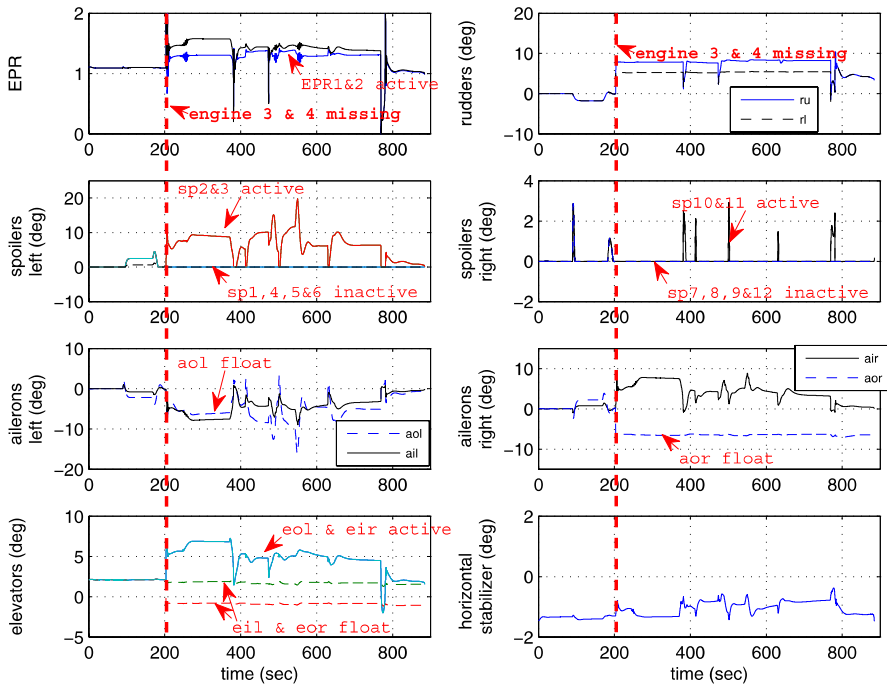 EPR
2
1
0
0 200 400 600 800
EPR1&2 active
engine 3 & 4 missing
rudders (deg)
20
10
0
−10
0 200 400 600 800
engine 3 & 4 missing
ru
rl
spoilers
left (deg)
20
10
0
−10
0 200 400 600 800
sp2&3 active
sp1,4,5&6 inactive
spoilers
right (deg)
4
2
0
−2
0 200 400 600 800
sp10&11 active
sp7,8,9&12 inactive
ailerons
left (deg)
10
0
−10
−20
0 200 400 600 800
aol float
aol
ail
ailerons
right (deg)
10
0
−10
0 200 400 600 800
air
aor
aor float
elevators (deg)
10
5
0
−5
0 200 400 600 800
time (sec)
eol & eir active
eil & eor float
horizontal
stabilizer (deg)
2
0
−2
0 200 400 600 800
time (sec)